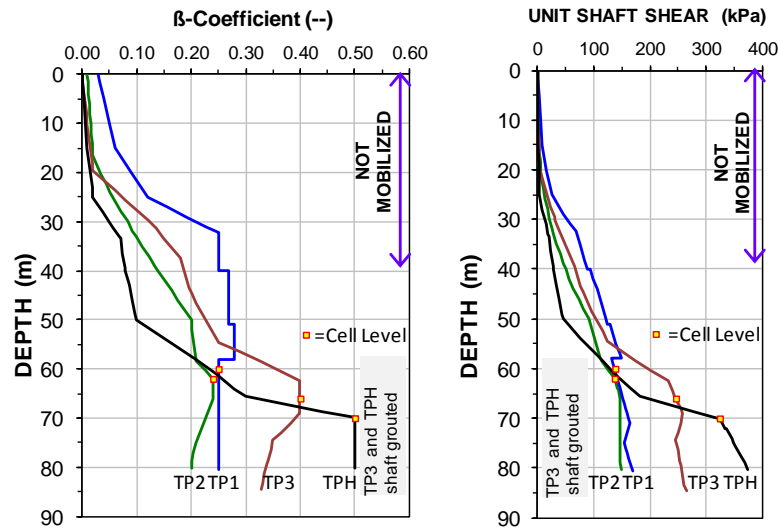 ß-Coefficient (--)
0.00 0.10 0.20 0.30 0.40 0.50 0.60
0
10
20
30
40
50
60
70
80
90
DEPTH (m)
NOT
MOBILIZED
=Cell Level
TP3 and TPH
shaft grouted
TP2 TP1 TP3 TPH
UNIT SHAFT SHEAR (kPa)
0 100 200 300 400
0
10
20
30
40
50
60
70
80
90
DEPTH (m)
NOT
MOBILIZED
=Cell Level
TP3 and TPH
shaft grouted
TP2 TP1 TP3 TPH